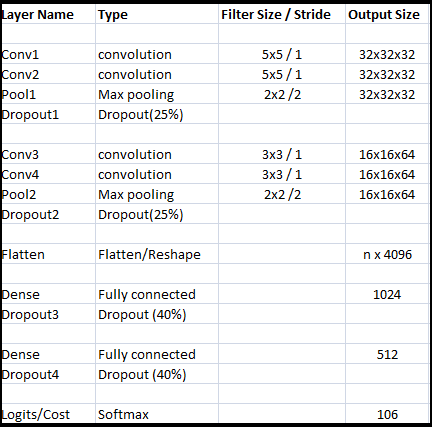 Layer Name Type Filter Size / Stride Output Size
Conv1 convolution 5x5 / 1 32x32x32
Conv2 convolution 5x5 / 1 32x32x32
Pool1 Max pooling 2x2 /2 32x32x32
Dropout1 Dropout(25%)
Conv3 convolution 3x3 / 1 16x16x64
Conv4 convolution 3x3 / 1 16x16x64
Pool2 Max pooling 2x2 /2 16x16x64
Dropout2 Dropout(25%)
Flatten Flatten/Reshape n x 4096
Dense Fully connected 1024
Dropout3 Dropout (40%)
Dense Fully connected 512
Dropout4 Dropout (40%)
Logits/Cost Softmax 106